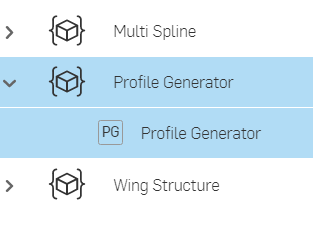 Multi Spline
Profile Generator
PG Profile Generator
Wing Structure